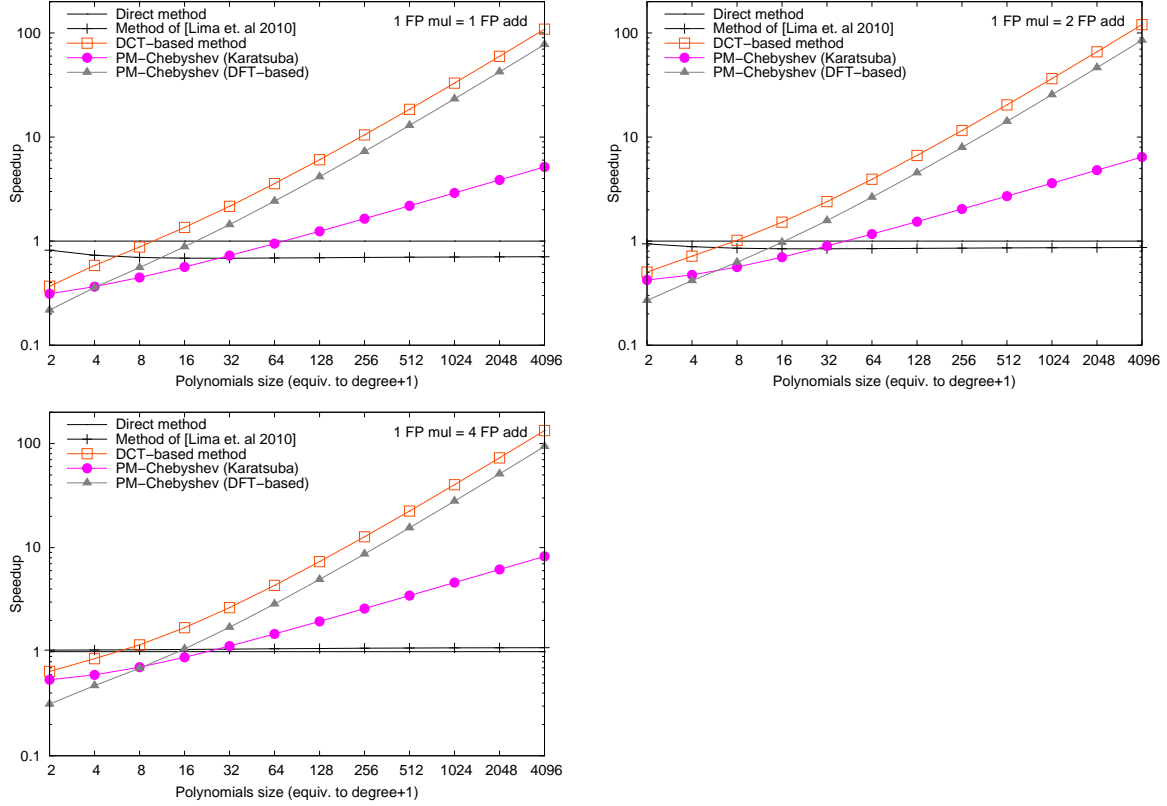 Direct method
Method of [Lima et. al 2010]
DCT−based method
PM−Chebyshev (Karatsuba)
PM−Chebyshev (DFT−based)
1 FP mul = 1 FP add
100
10
1
0.1
Speedup
2 4 8 16 32 64 128 256 512 1024 2048 4096
Polynomials size (equiv. to degree+1)
Direct method
Method of [Lima et. al 2010]
DCT−based method
PM−Chebyshev (Karatsuba)
PM−Chebyshev (DFT−based)
1 FP mul = 2 FP add
100
10
1
0.1
Speedup
2 4 8 16 32 64 128 256 512 1024 2048 4096
Polynomials size (equiv. to degree+1)
Direct method
Method of [Lima et. al 2010]
DCT−based method
PM−Chebyshev (Karatsuba)
PM−Chebyshev (DFT−based)
1 FP mul = 4 FP add
100
10
1
0.1
Speedup
2 4 8 16 32 64 128 256 512 1024 2048 4096
Polynomials size (equiv. to degree+1)